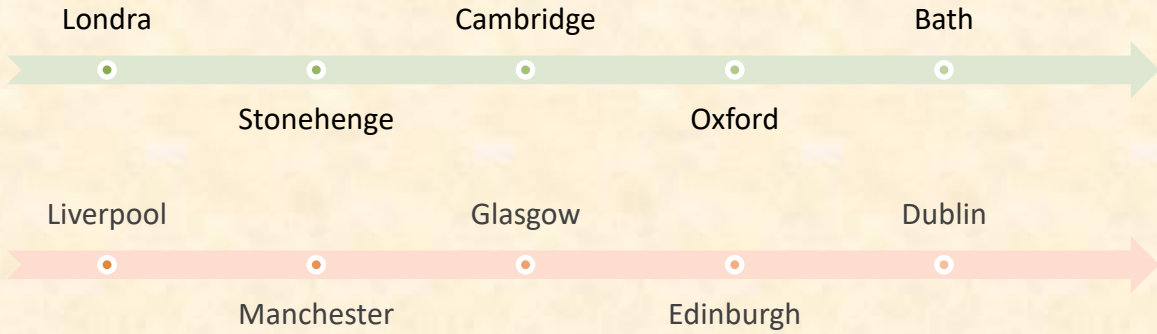 Londra
Cambridge
Bath
Stonehenge
Oxford
Liverpool
Glasgow
Dublin
Manchester
Edinburgh